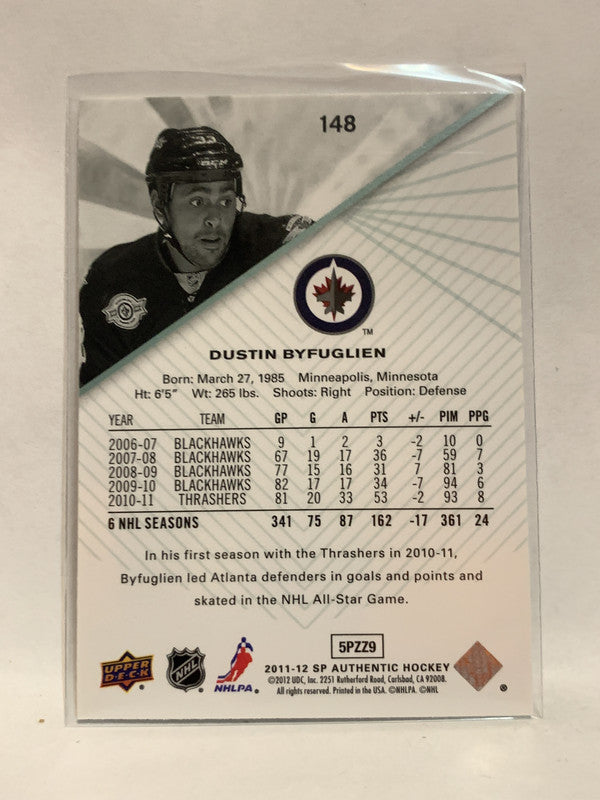 148
33
TM
DUSTIN BYFUGLIEN
Born: March 27, 1985 Minneapolis, Minnesota
Ht: 6'5" Wt: 265 lbs. Shoots: Right Position: Defense
YEAR TEAM GP G A PTS +/- PIM PPG
2006-07 BLACKHAWKS 9 1 2 3 -2 10 0
2007-08 BLACKHAWKS 67 19 17 36 -7 59 7
2008-09 BLACKHAWKS 77 15 16 31 7 81 3
2009-10 BLACKHAWKS 82 17 17 34 -7 94 6
2010-11 THRASHERS 81 20 33 53 -2 93 8
6 NHL SEASONS 341 75 87 162 -17 361 24
In his first season with the Thrashers in 2010-11,
Byfuglien led Atlanta defenders in goals and points and
skated in the NHL All-Star Game.
5PZZ9
UPPER DECK
NHL
NHLPA
2011-12 SP AUTHENTIC HOCKEY
©2012 UDC, Inc. 2251 Rutherford Road, Carlsbad, CA 92008.
All rights reserved. Printed in the USA. ©NHLPA. ©NHL
®